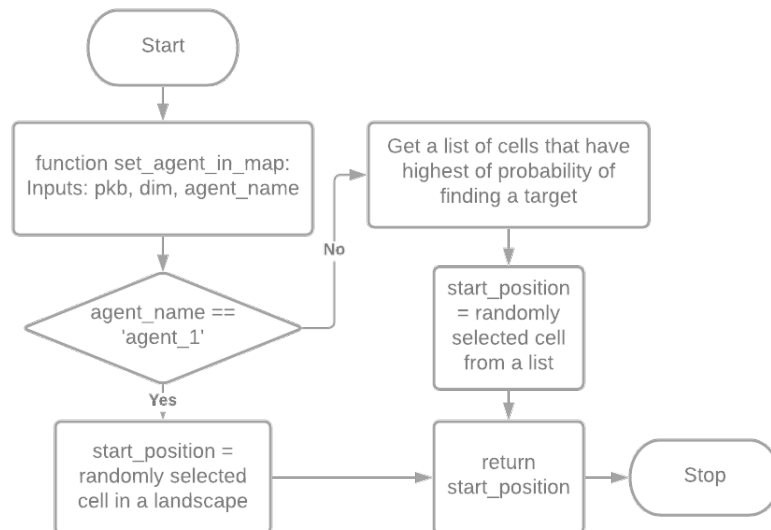 Start
function set_agent_in_map:
Inputs: pkb, dim, agent_name
agent_name ==
'agent_1'
Yes
start_position =
randomly selected
cell in a landscape
No
Get a list of cells that have
highest of probability of
finding a target
start_position
= randomly
selected cell
from a list
return
start_position
Stop